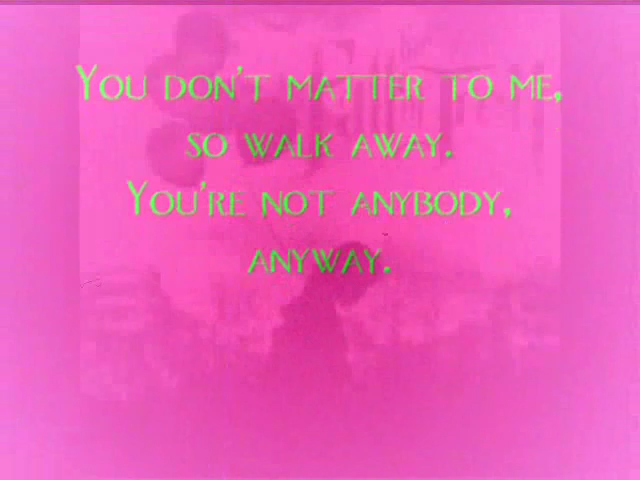 You don't matter to me,
so walk away.
You're not anybody,
anyway.